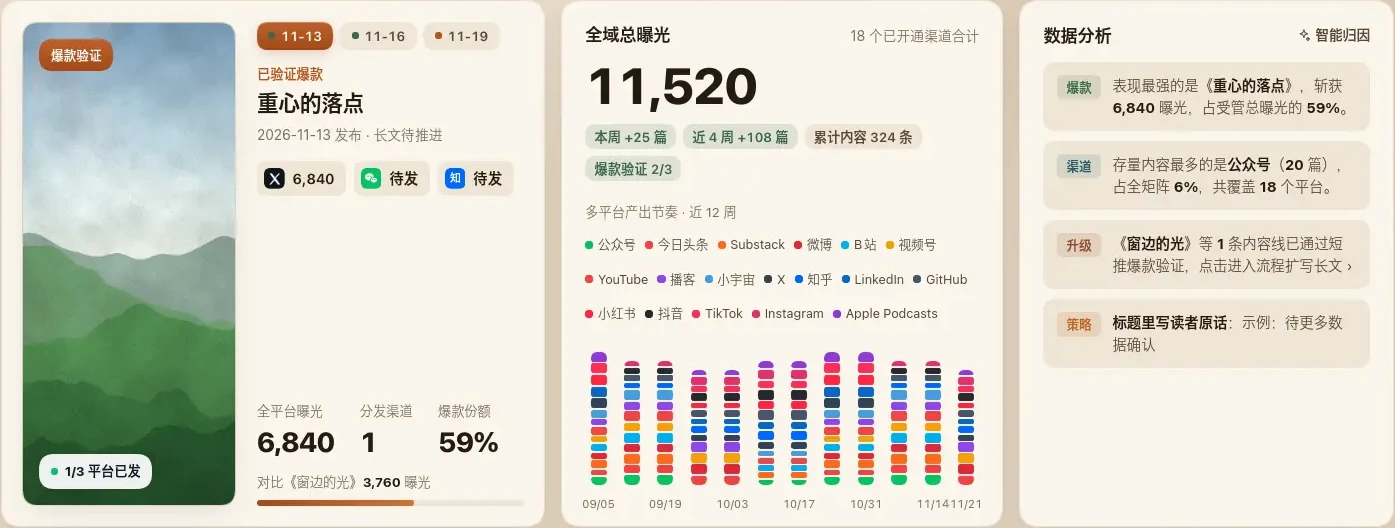 爆款验证
1/3 平台已发
11-13
11-16
11-19
已验证爆款
重心的落点
2026-11-13 发布 · 长文待推进
X 6,840
待发
知 待发
全平台曝光
6,840
分发渠道
1
爆款份额
59%
对比《窗边的光》3,760 曝光
全域总曝光
18 个已开通渠道合计
11,520
本周 +25 篇
近 4 周 +108 篇
累计内容 324 条
爆款验证 2/3
多平台产出节奏 · 近 12 周
公众号 今日头条 Substack 微博 B站 视频号
YouTube 播客 小宇宙 X 知乎 LinkedIn GitHub
小红书 抖音 TikTok Instagram Apple Podcasts
09/05 09/19 10/03 10/17 10/31 11/14 11/21
数据分析
智能归因
爆款
表现最强的是《重心的落点》，斩获
6,840 曝光，占受管总曝光的 59%。
渠道
存量内容最多的是公众号（20 篇），
占全矩阵 6%，共覆盖 18 个平台。
升级
《窗边的光》等 1 条内容线已通过短
推爆款验证，点击进入流程扩写长文 ›
策略
标题里写读者原话：示例：待更多数
据确认